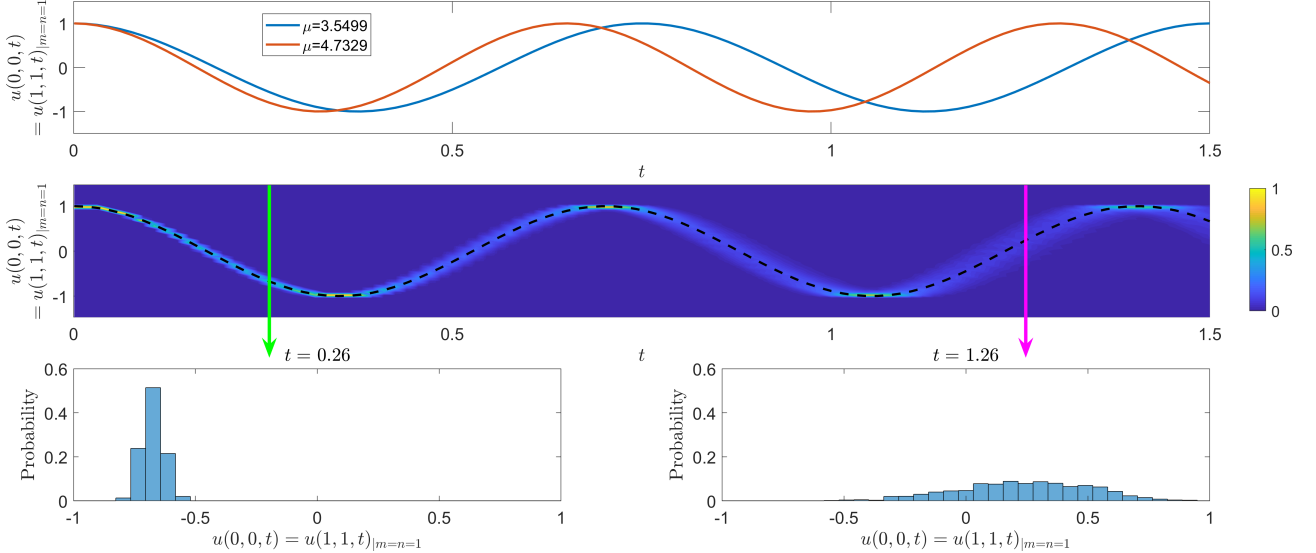 u(0, 0, t)
= u(1, 1, t)|m=n=1
1
0
-1
μ=3.5499
μ=4.7329
0
0.5
1
1.5
t
u(0, 0, t)
= u(1, 1, t)|m=n=1
1
0
-1
1
0.5
0
0
0.5
1
1.5
t = 0.26
t
t = 1.26
Probability
0.6
0.4
0.2
0
-1
-0.5
0
0.5
1
u(0, 0, t) = u(1, 1, t)|m=n=1
Probability
0.6
0.4
0.2
0
-1
-0.5
0
0.5
1
u(0, 0, t) = u(1, 1, t)|m=n=1